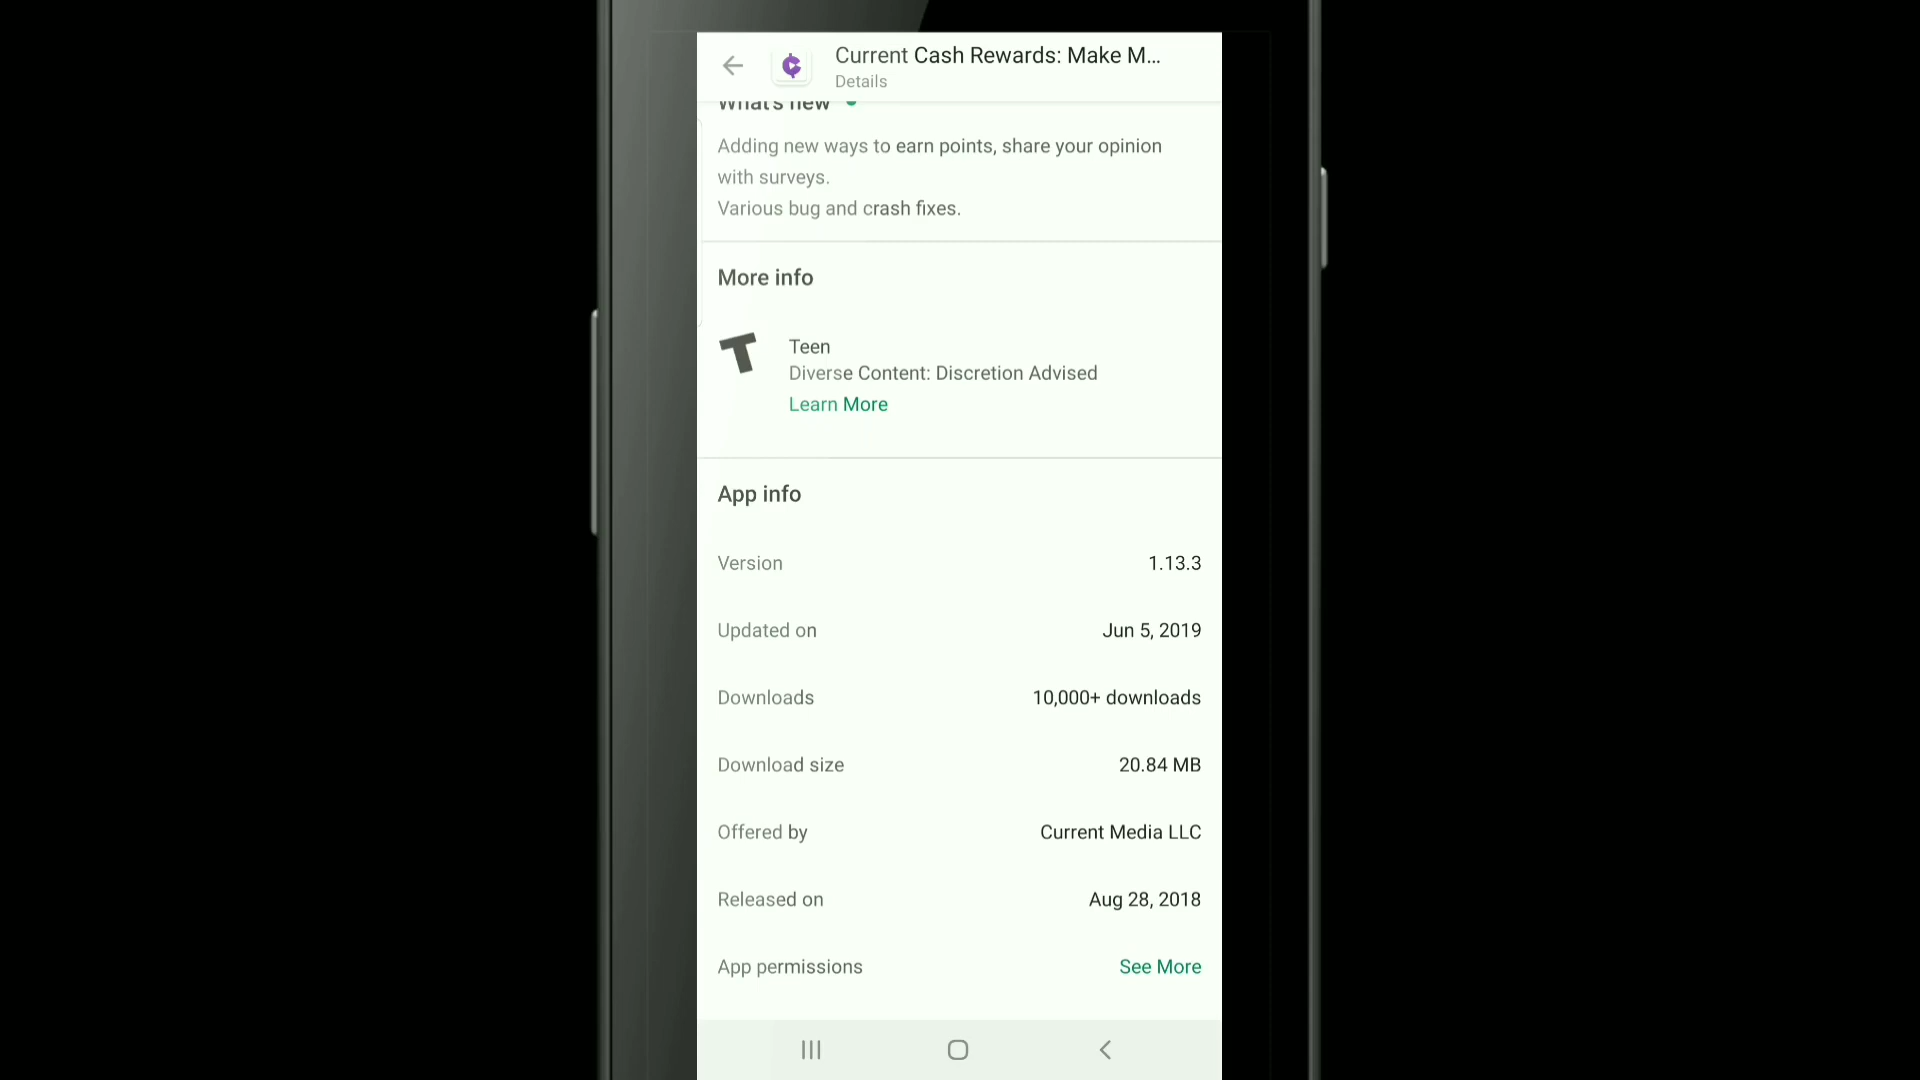 Current Cash Rewards: Make M...
Details
What's new
Adding new ways to earn points, share your opinion
with surveys.
Various bug and crash fixes.
More info
T
Teen
Diverse Content: Discretion Advised
Learn More
App info
Version 1.13.3
Updated on Jun 5, 2019
Downloads 10,000+ downloads
Download size 20.84 MB
Offered by Current Media LLC
Released on Aug 28, 2018
App permissions See More